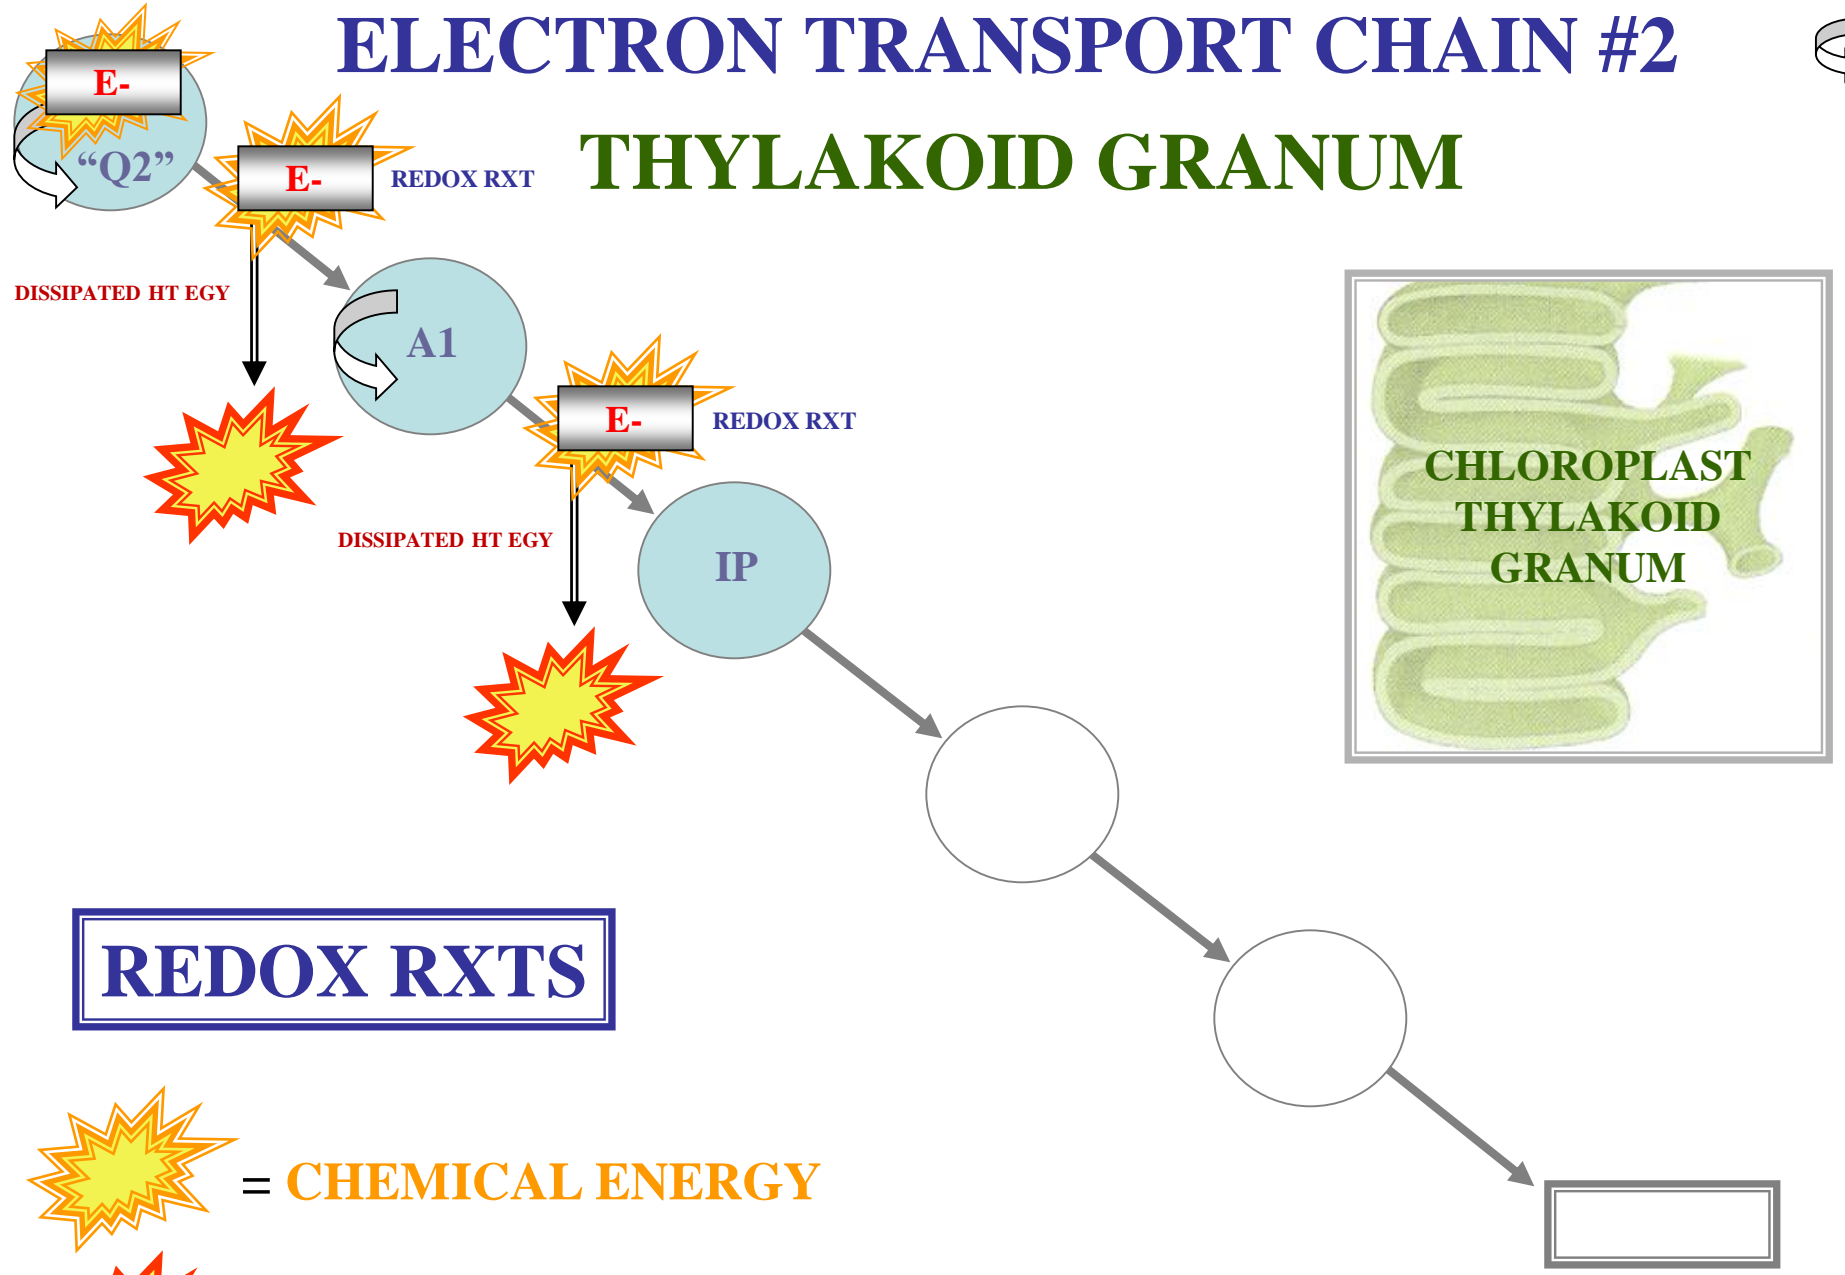 ELECTRON TRANSPORT CHAIN #2
THYLAKOID GRANUM
E-
“Q2”
E-
REDOX RXT
DISSIPATED HT EGY
A1
E-
REDOX RXT
DISSIPATED HT EGY
IP
CHLOROPLAST
THYLAKOID
GRANUM
REDOX RXTS
= CHEMICAL ENERGY